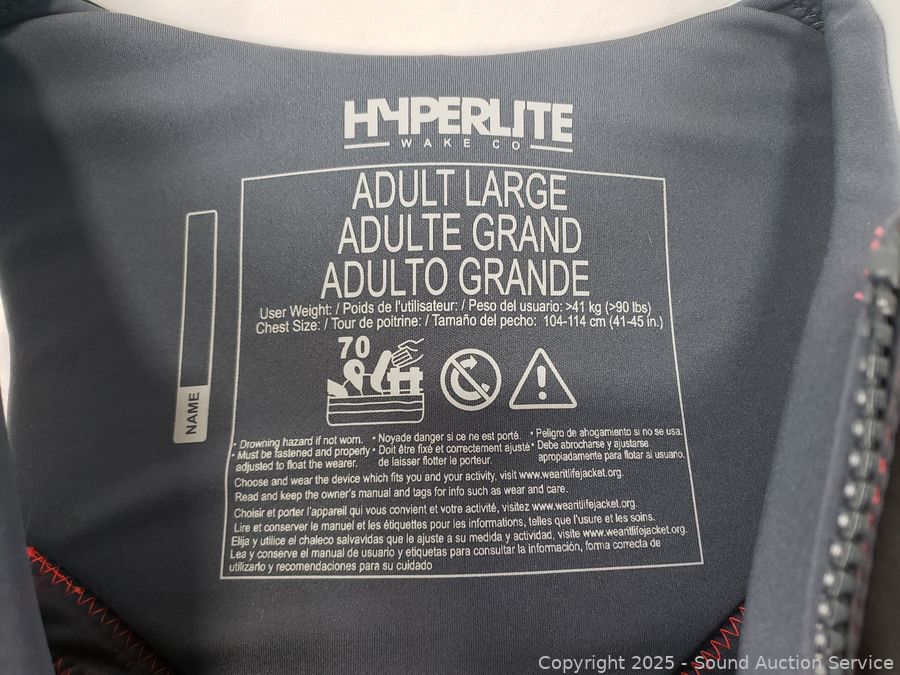 HYPERLITE
WAKE CO
ADULT LARGE
ADULTE GRAND
ADULTO GRANDE
User Weight: / Poids de l'utilisateur: / Peso del usuario: >41 kg (>90 lbs)
Chest Size: / Tour de poitrine: / Tamaño del pecho: 104-114 cm (41-45 in.)
70
NAME
• Drowning hazard if not worn.
• Must be fastened and properly
adjusted to float the wearer.
• Noyade danger si ce ne est porté.
• Doit être fixé et correctement ajusté
de laisser flotter le porteur.
• Peligro de ahogamiento si no se usa.
• Debe abrocharse y ajustarse
apropiadamente para flotar al usuario.
Choose and wear the device which fits you and your activity, visit www.wearitlifejacket.org.
Read and keep the owner's manual and tags for info such as wear and care.
Choisir et porter l'appareil qui vous convient et votre activité, visitez www.wearitlifejacket.org.
Lire et conserver le manuel et les étiquettes pour les informations, telles que l'usure et les soins.
Elija y utilice el chaleco salvavidas que le ajuste a su medida y actividad, visite www.wearitlifejacket.org.
Lea y conserve el manual de usuario y etiquetas para consultar la información, forma correcta de
utilizarlo y recomendaciones para su cuidado
Copyright 2025 - Sound Auction Service